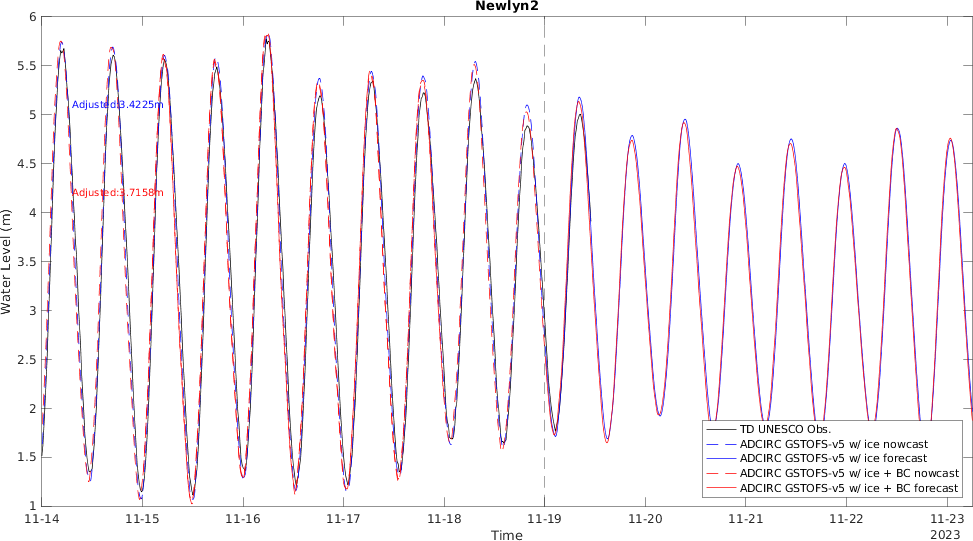 Newlyn2
6
5.5
5
4.5
4
3.5
3
2.5
2
1.5
1
Water Level (m)
Adjusted:3.4225m
Adjusted:3.7158m
TD UNESCO Obs.
ADCIRC GSTOFS-v5 w/ ice nowcast
ADCIRC GSTOFS-v5 w/ ice forecast
ADCIRC GSTOFS-v5 w/ ice + BC nowcast
ADCIRC GSTOFS-v5 w/ ice + BC forecast
11-14 11-15 11-16 11-17 11-18 11-19 11-20 11-21 11-22 11-23
2023
Time